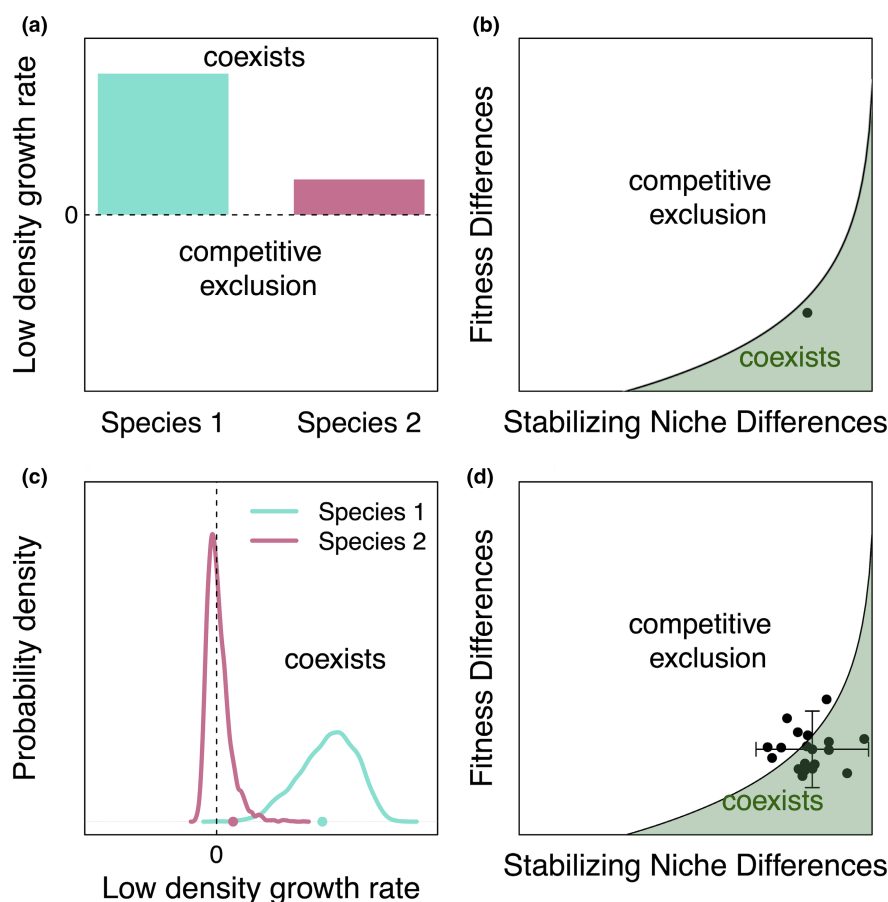 (a)
coexists
Low density growth rate
0
competitive
exclusion
Species 1
Species 2
(b)
Fitness Differences
competitive
exclusion
coexists
Stabilizing Niche Differences
(c)
Species 1
Species 2
coexists
Probability density
0
Low density growth rate
(d)
Fitness Differences
competitive
exclusion
coexists
Stabilizing Niche Differences